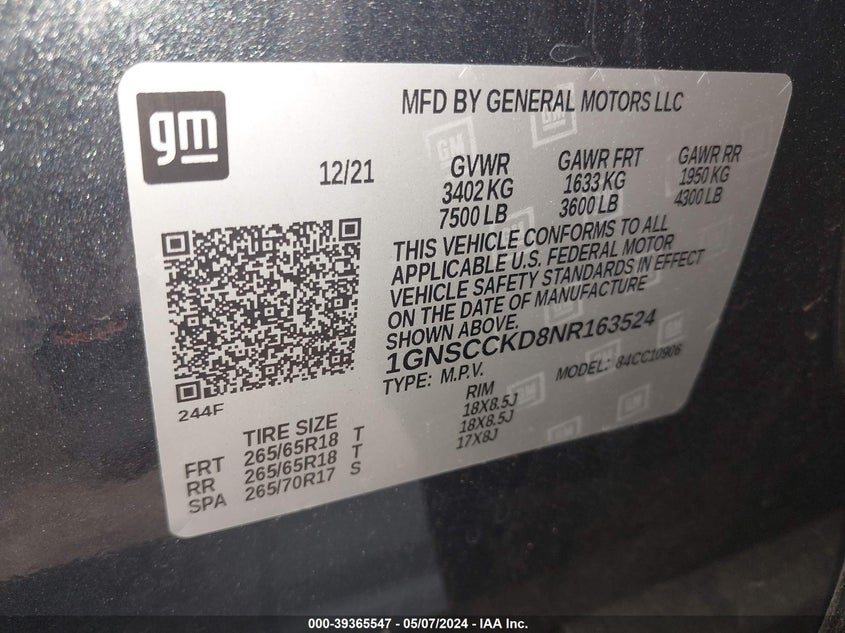 gm
MFD BY GENERAL MOTORS LLC
12/21
GVWR
3402 KG
7500 LB
GAWR FRT
1633 KG
3600 LB
GAWR RR
1950 KG
4300 LB
THIS VEHICLE CONFORMS TO ALL
APPLICABLE U.S. FEDERAL MOTOR
VEHICLE SAFETY STANDARDS IN EFFECT
ON THE DATE OF MANUFACTURE
SHOWN ABOVE.
1GNSCCKD8NR163524
TYPE: M.P.V. MODEL: 84CC10906
244F
TIRE SIZE RIM
FRT 265/65R18 T 18X8.5J
RR 265/65R18 T 18X8.5J
SPA 265/70R17 S 17X8J
000-39365547 - 05/07/2024 - IAA Inc.